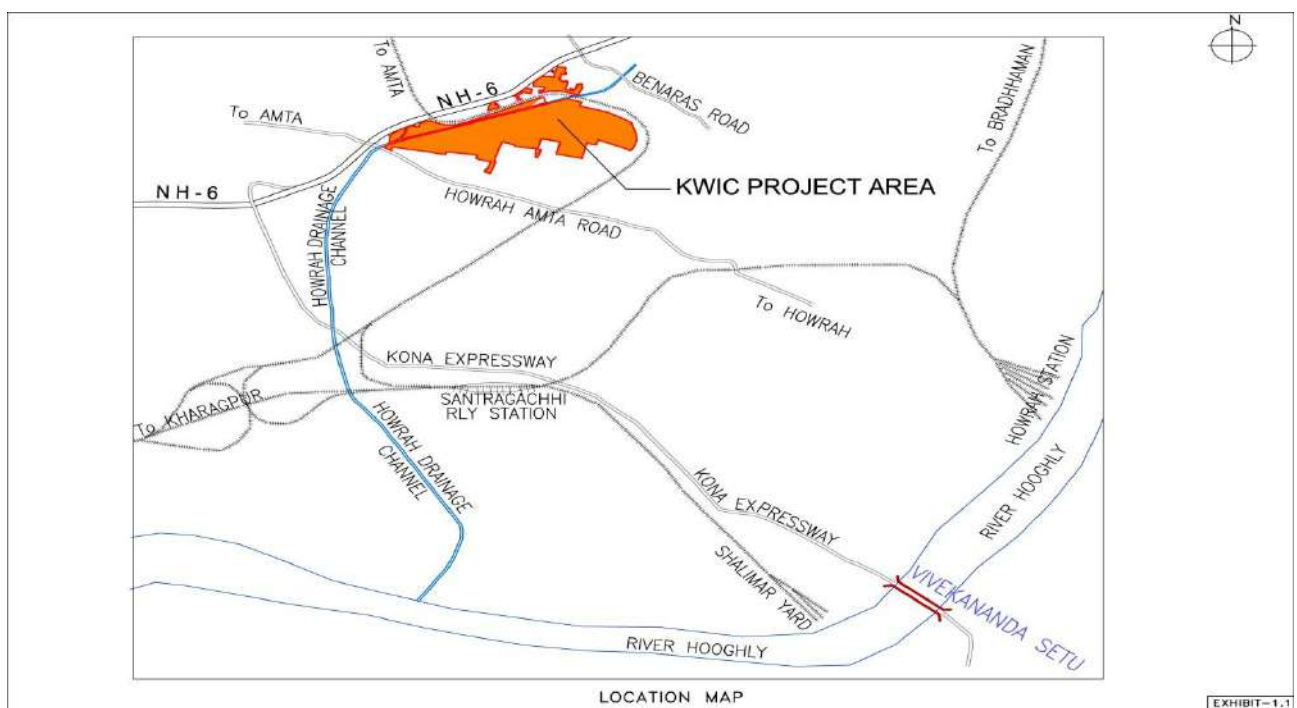 N
To AMTA
NH-6
BENARAS ROAD
To BRADHHAMAN
To AMTA
KWIC PROJECT AREA
NH-6
HOWRAH AMTA ROAD
HOWRAH DRAINAGE
CHANNEL
To HOWRAH
KONA EXPRESSWAY
HOWRAH STATION
SANTRAGACHHI
RLY STATION
To KHARAGPUR
HOWRAH DRAINAGE
CHANNEL
KONA EXPRESSWAY
RIVER HOOGHLY
SHALIMAR YARD
VIVEKANANDA SETU
RIVER HOOGHLY
LOCATION MAP
EXHIBIT-1.1